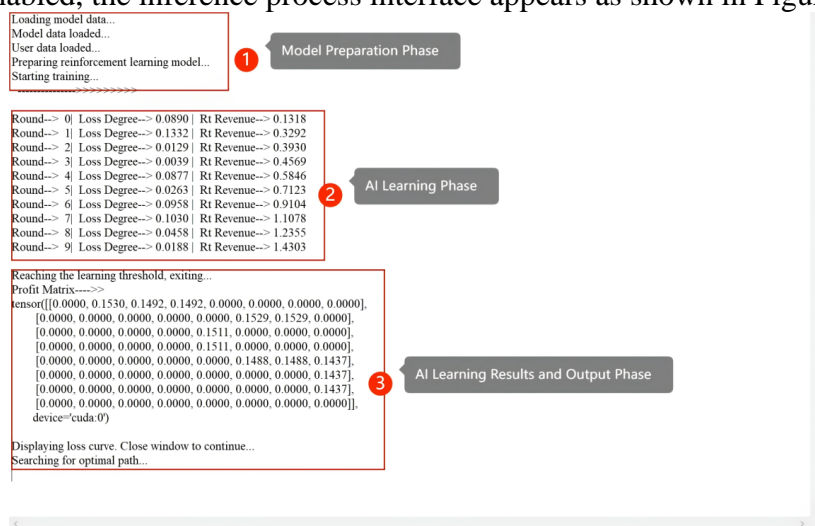 nabled, the inference process interface appears as shown in Figu
Loading model data...
Model data loaded...
User data loaded...
Preparing reinforcement learning model...
Starting training...
--------------->>>>>>>>>
1
Model Preparation Phase
Round--> 0| Loss Degree--> 0.0890 | Rt Revenue--> 0.1318
Round--> 1| Loss Degree--> 0.1332 | Rt Revenue--> 0.3292
Round--> 2| Loss Degree--> 0.0129 | Rt Revenue--> 0.3930
Round--> 3| Loss Degree--> 0.0039 | Rt Revenue--> 0.4569
Round--> 4| Loss Degree--> 0.0877 | Rt Revenue--> 0.5846
Round--> 5| Loss Degree--> 0.0263 | Rt Revenue--> 0.7123
Round--> 6| Loss Degree--> 0.0958 | Rt Revenue--> 0.9104
Round--> 7| Loss Degree--> 0.1030 | Rt Revenue--> 1.1078
Round--> 8| Loss Degree--> 0.0458 | Rt Revenue--> 1.2355
Round--> 9| Loss Degree--> 0.0188 | Rt Revenue--> 1.4303
2
AI Learning Phase
Reaching the learning threshold, exiting...
Profit Matrix---->>
tensor([[0.0000, 0.1530, 0.1492, 0.1492, 0.0000, 0.0000, 0.0000, 0.0000],
[0.0000, 0.0000, 0.0000, 0.0000, 0.0000, 0.1529, 0.1529, 0.0000],
[0.0000, 0.0000, 0.0000, 0.0000, 0.1511, 0.0000, 0.0000, 0.0000],
[0.0000, 0.0000, 0.0000, 0.0000, 0.1511, 0.0000, 0.0000, 0.0000],
[0.0000, 0.0000, 0.0000, 0.0000, 0.0000, 0.1488, 0.1488, 0.1437],
[0.0000, 0.0000, 0.0000, 0.0000, 0.0000, 0.0000, 0.0000, 0.1437],
[0.0000, 0.0000, 0.0000, 0.0000, 0.0000, 0.0000, 0.0000, 0.1437],
[0.0000, 0.0000, 0.0000, 0.0000, 0.0000, 0.0000, 0.0000, 0.0000]],
device='cuda:0')
3
AI Learning Results and Output Phase
Displaying loss curve. Close window to continue...
Searching for optimal path...